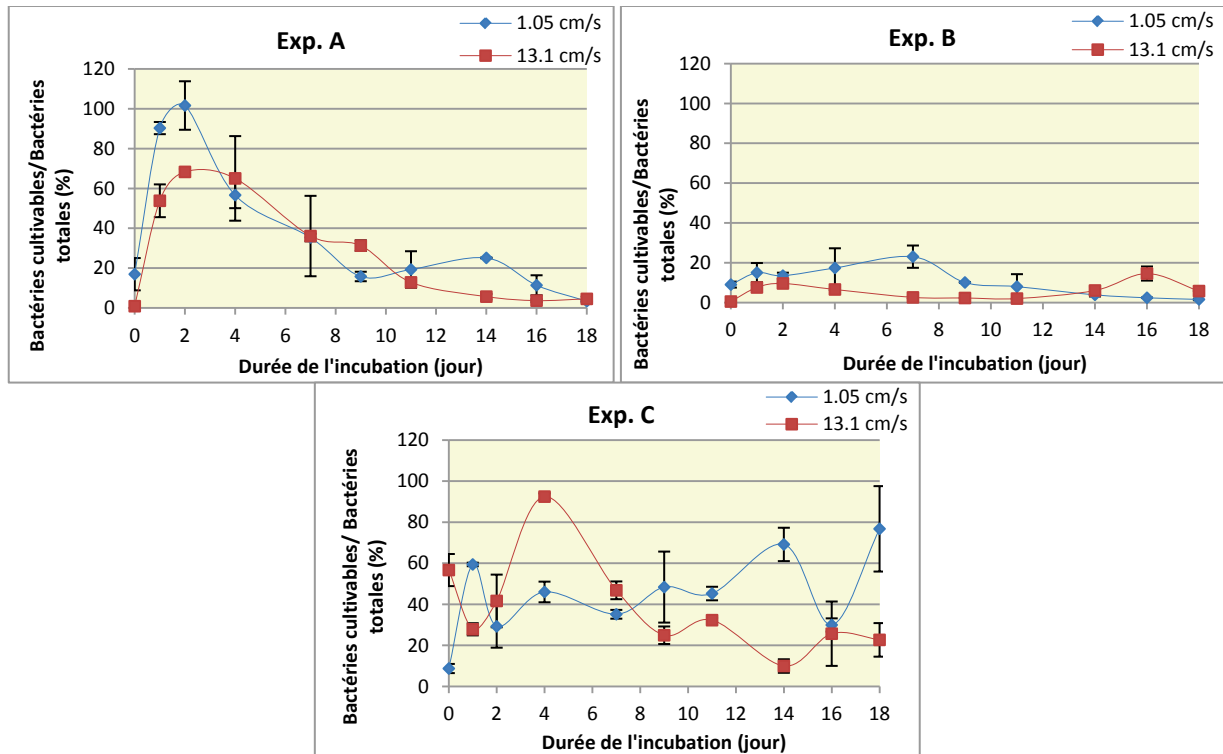 Exp. A
1.05 cm/s
13.1 cm/s
Bactéries cultivables/Bactéries
totales (%)
120
100
80
60
40
20
0
0 2 4 6 8 10 12 14 16 18
Durée de l'incubation (jour)
Exp. B
1.05 cm/s
13.1 cm/s
Bactéries cultivables/Bactéries
totales (%)
120
100
80
60
40
20
0
0 2 4 6 8 10 12 14 16 18
Durée de l'incubation (jour)
Exp. C
1.05 cm/s
13.1 cm/s
Bactéries cultivables/ Bactéries
totales (%)
120
100
80
60
40
20
0
0 2 4 6 8 10 12 14 16 18
Durée de l'incubation (jour)